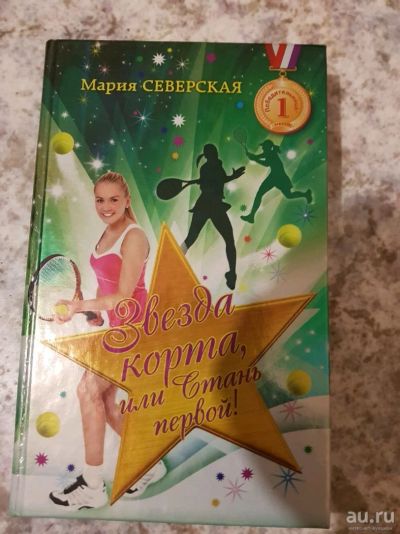 Мария СЕВЕРСКАЯ
1
Звезда
корта,
или Стань
первой!
au.ru